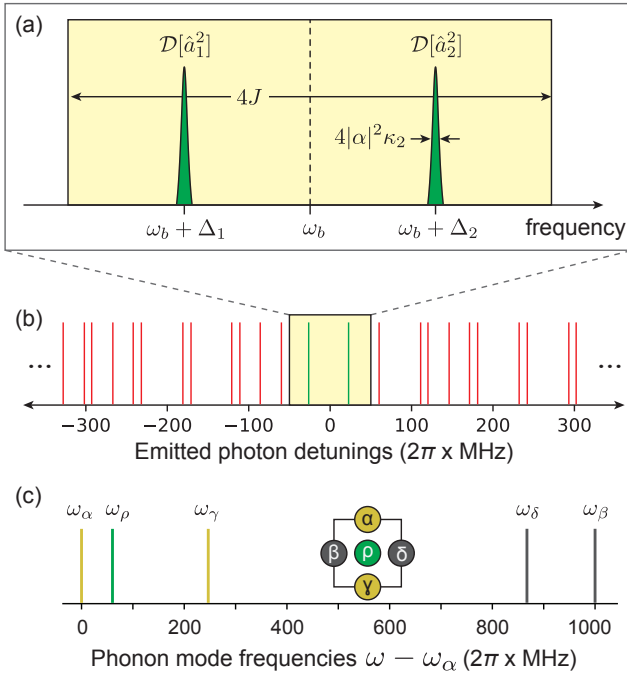 (a)
𝒟[â₁²] 𝒟[â₂²]
4J
4|α|²κ₂
ω_b + Δ₁ ω_b ω_b + Δ₂ frequency
(b)
... ...
−300 −200 −100 0 100 200 300
Emitted photon detunings (2π x MHz)
(c)
ω_α ω_ρ ω_γ ω_δ ω_β
α
β ρ δ
γ
0 200 400 600 800 1000
Phonon mode frequencies ω − ω_α (2π x MHz)